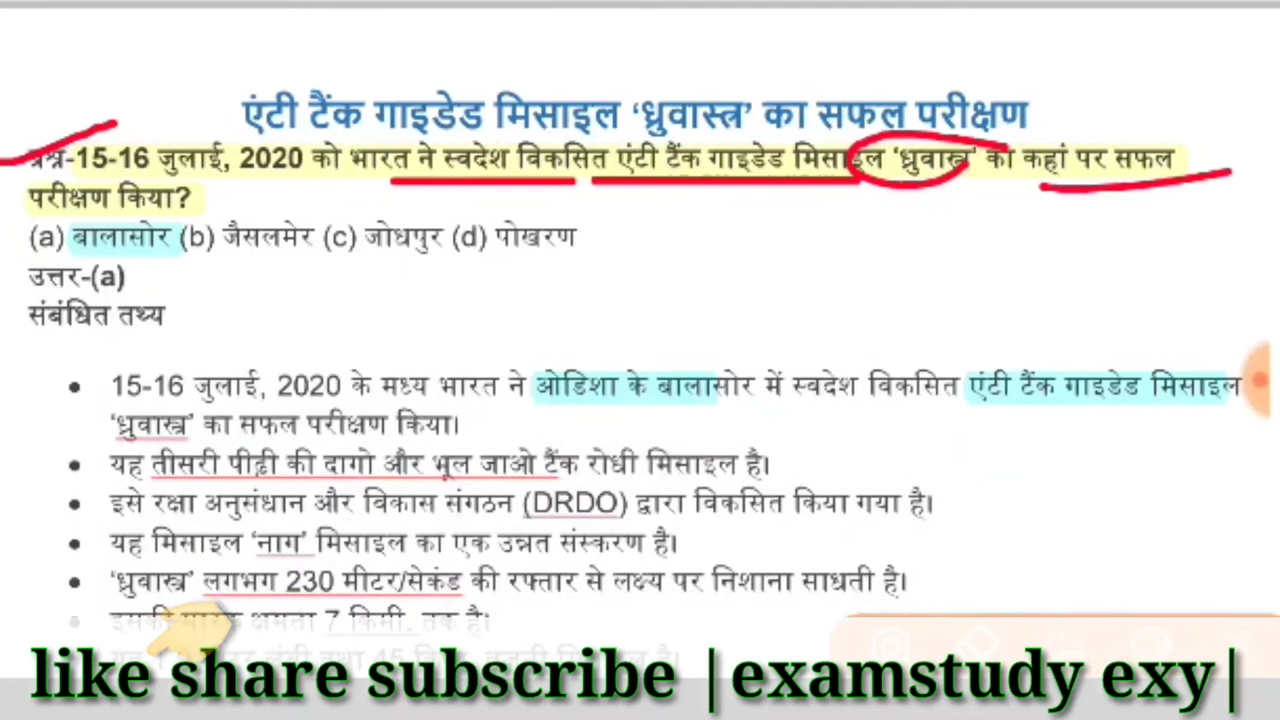 एंटी टैंक गाइडेड मिसाइल ‘ध्रुवास्त्र’ का सफल परीक्षण
प्रश्न-15-16 जुलाई, 2020 को भारत ने स्वदेश विकसित एंटी टैंक गाइडेड मिसाइल ‘ध्रुवास्त्र’ का कहां पर सफल
परीक्षण किया?
(a) बालासोर (b) जैसलमेर (c) जोधपुर (d) पोखरण
उत्तर-(a)
संबंधित तथ्य
• 15-16 जुलाई, 2020 के मध्य भारत ने ओडिशा के बालासोर में स्वदेश विकसित एंटी टैंक गाइडेड मिसाइल
‘ध्रुवास्त्र’ का सफल परीक्षण किया।
• यह तीसरी पीढ़ी की दागो और भूल जाओ टैंक रोधी मिसाइल है।
• इसे रक्षा अनुसंधान और विकास संगठन (DRDO) द्वारा विकसित किया गया है।
• यह मिसाइल ‘नाग’ मिसाइल का एक उन्नत संस्करण है।
• ‘ध्रुवास्त्र’ लगभग 230 मीटर/सेकंड की रफ्तार से लक्ष्य पर निशाना साधती है।
• इसकी मारक क्षमता 7 किमी. तक है।
like share subscribe |examstudy exy|